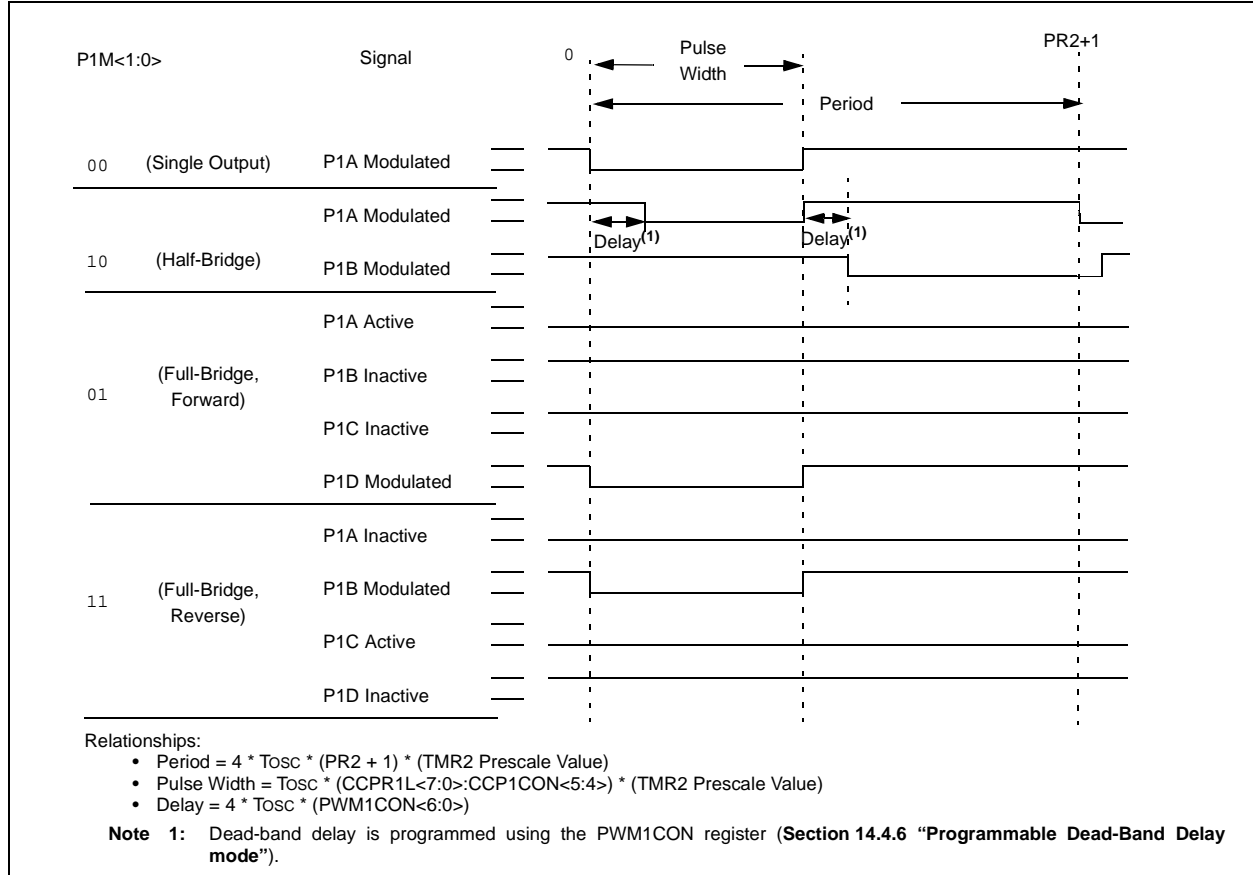 P1M<1:0> Signal 0 Pulse Width PR2+1
Period
00 (Single Output) P1A Modulated
P1A Modulated
Delay(1) Delay(1)
10 (Half-Bridge) P1B Modulated
P1A Active
01 (Full-Bridge, Forward) P1B Inactive
P1C Inactive
P1D Modulated
P1A Inactive
11 (Full-Bridge, Reverse) P1B Modulated
P1C Active
P1D Inactive
Relationships:
• Period = 4 * TOSC * (PR2 + 1) * (TMR2 Prescale Value)
• Pulse Width = TOSC * (CCPR1L<7:0>:CCP1CON<5:4>) * (TMR2 Prescale Value)
• Delay = 4 * TOSC * (PWM1CON<6:0>)
Note 1: Dead-band delay is programmed using the PWM1CON register (Section 14.4.6 “Programmable Dead-Band Delay
mode”).